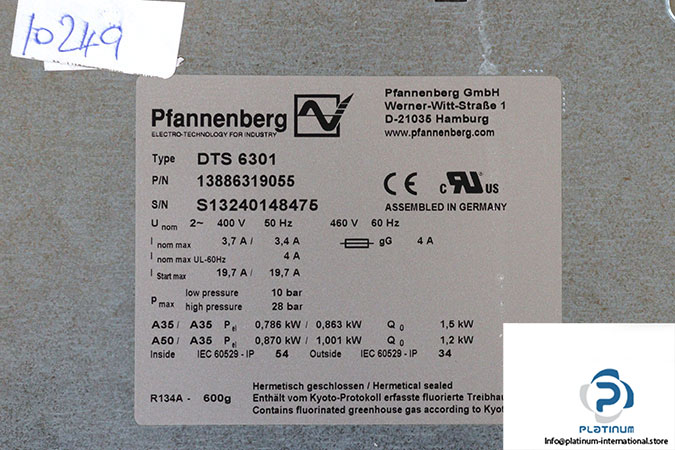 10249
Pfannenberg
ELECTRO-TECHNOLOGY FOR INDUSTRY
Pfannenberg GmbH
Werner-Witt-Straße 1
D-21035 Hamburg
www.pfannenberg.com
Type DTS 6301
P/N 13886319055
S/N S13240148475
CE c RU US
ASSEMBLED IN GERMANY
U nom 2~ 400 V 50 Hz 460 V 60 Hz
I nom max 3,7 A / 3,4 A gG 4 A
I nom max UL-60Hz 4 A
I Start max 19,7 A / 19,7 A
P max low pressure 10 bar
high pressure 28 bar
A35 / A35 P el 0,786 kW / 0,863 kW Q 0 1,5 kW
A50 / A35 P el 0,870 kW / 1,001 kW Q 0 1,2 kW
Inside IEC 60529 - IP 54 Outside IEC 60529 - IP 34
R134A - 600g
Hermetisch geschlossen / Hermetical sealed
Enthält vom Kyoto-Protokoll erfasste fluorierte Treibhau
Contains fluorinated greenhouse gas according to Kyot
PLATINUM
Info@platinum-international.store